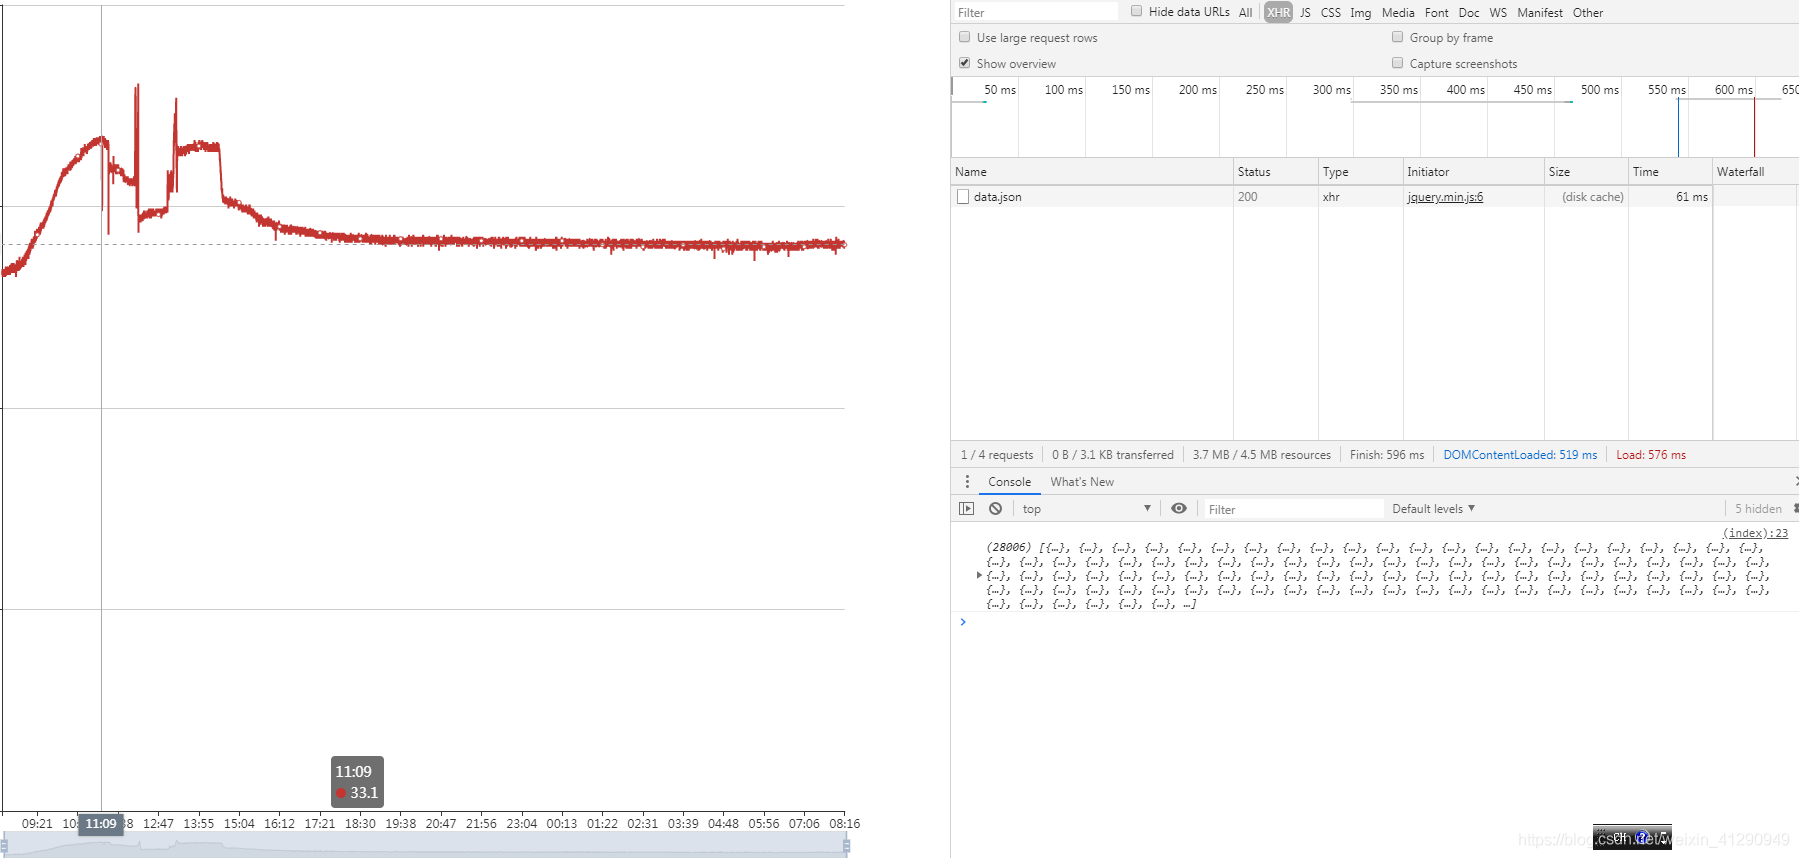 Filter Hide data URLs All XHR JS CSS Img Media Font Doc WS Manifest Other
Use large request rows Group by frame
Show overview Capture screenshots
50 ms 100 ms 150 ms 200 ms 250 ms 300 ms 350 ms 400 ms 450 ms 500 ms 550 ms 600 ms 650
Name Status Type Initiator Size Time Waterfall
data.json 200 xhr jquery.min.js:6 (disk cache) 61 ms
1 / 4 requests 0 B / 3.1 KB transferred 3.7 MB / 4.5 MB resources Finish: 596 ms DOMContentLoaded: 519 ms Load: 576 ms
Console What's New
top Filter Default levels 5 hidden
(index):23
(28006) [{…}, {…}, {…}, {…}, {…}, {…}, {…}, {…}, {…}, {…}, {…}, {…}, {…}, {…}, {…}, {…}, {…}, {…}, {…}, {…}, {…}, {…},
{…}, {…}, {…}, {…}, {…}, {…}, {…}, {…}, {…}, {…}, {…}, {…}, {…}, {…}, {…}, {…}, {…}, {…}, {…}, {…}, {…}, {…}, {…}, {…},
{…}, {…}, {…}, {…}, {…}, {…}, {…}, {…}, {…}, {…}, {…}, {…}, {…}, {…}, {…}, {…}, {…}, {…}, {…}, {…}, {…}, {…}, {…}, {…},
{…}, {…}, {…}, {…}, {…}, {…}, {…}, {…}, {…}, {…}, {…}, {…}, {…}, {…}, {…}, {…}, {…}, {…}, {…}, {…}, {…}, {…}, {…}, {…},
{…}, {…}, {…}, {…}, {…}, {…}, …]
11:09
33.1
09:21 10: 11:09 38 12:47 13:55 15:04 16:12 17:21 18:30 19:38 20:47 21:56 23:04 00:13 01:22 02:31 03:39 04:48 05:56 07:06 08:16
CH
https://blog.csdn.net/weixin_41290949